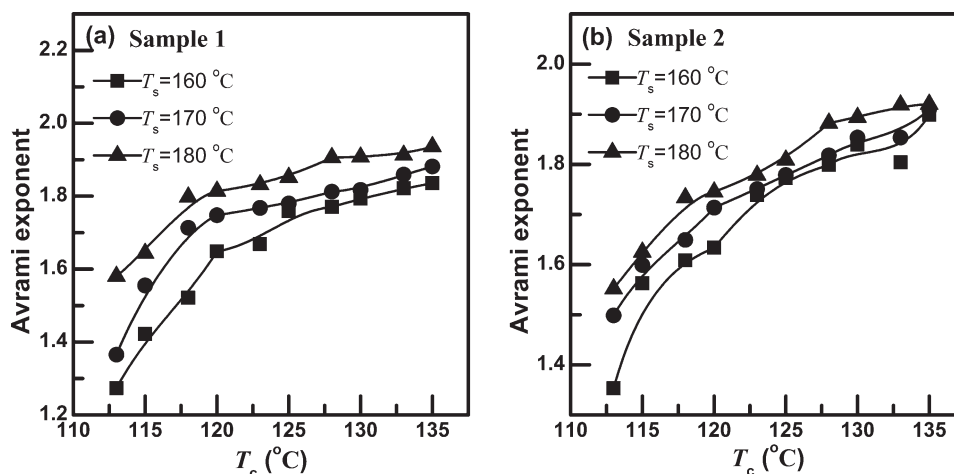 (a) Sample 1
Tₛ=160 °C
Tₛ=170 °C
Tₛ=180 °C
Avrami exponent
2.2
2.0
1.8
1.6
1.4
1.2
110 115 120 125 130 135
T꜀ (°C)
(b) Sample 2
Tₛ=160 °C
Tₛ=170 °C
Tₛ=180 °C
Avrami exponent
2.0
1.8
1.6
1.4
110 115 120 125 130 135
T꜀ (°C)